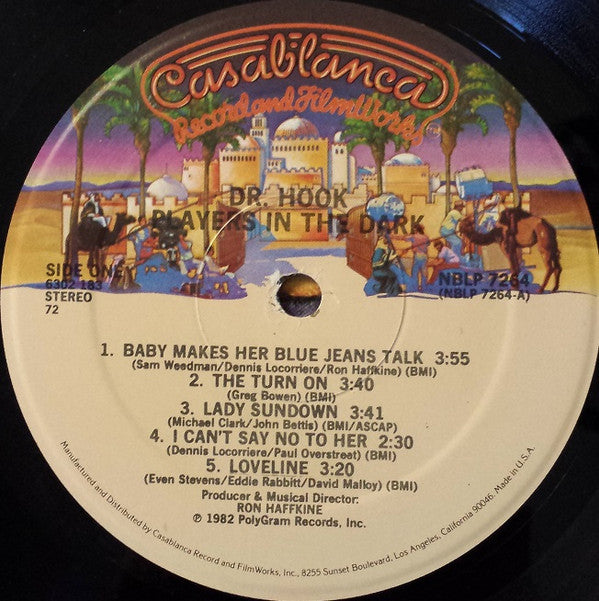 Casablanca
Record and FilmWorks
DR. HOOK
PLAYERS IN THE DARK
SIDE ONE
6302 183
STEREO
72
NBLP 7264
(NBLP 7264-A)
1. BABY MAKES HER BLUE JEANS TALK 3:55
(Sam Weedman/Dennis Locorriere/Ron Haffkine) (BMI)
2. THE TURN ON 3:40
(Greg Bowen) (BMI)
3. LADY SUNDOWN 3:41
(Michael Clark/John Bettis) (BMI/ASCAP)
4. I CAN'T SAY NO TO HER 2:30
(Dennis Locorriere/Paul Overstreet) (BMI)
5. LOVELINE 3:20
(Even Stevens/Eddie Rabbitt/David Malloy) (BMI)
Producer & Musical Director:
RON HAFFKINE
℗ 1982 PolyGram Records, Inc.
Manufactured and Distributed by Casablanca Record and FilmWorks, Inc., 8255 Sunset Boulevard, Los Angeles, California 90046. Made in U.S.A.